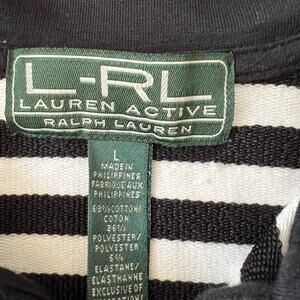 L-RL
LAUREN ACTIVE
RALPH LAUREN
L
MADE IN
PHILIPPINES
FABRIQUÉ AUX
PHILIPPINES
68% COTTON/
COTON
26%
POLYESTER/
POLYESTER
6%
ELASTANE/
ELASTHANNE
EXCLUSIVE OF